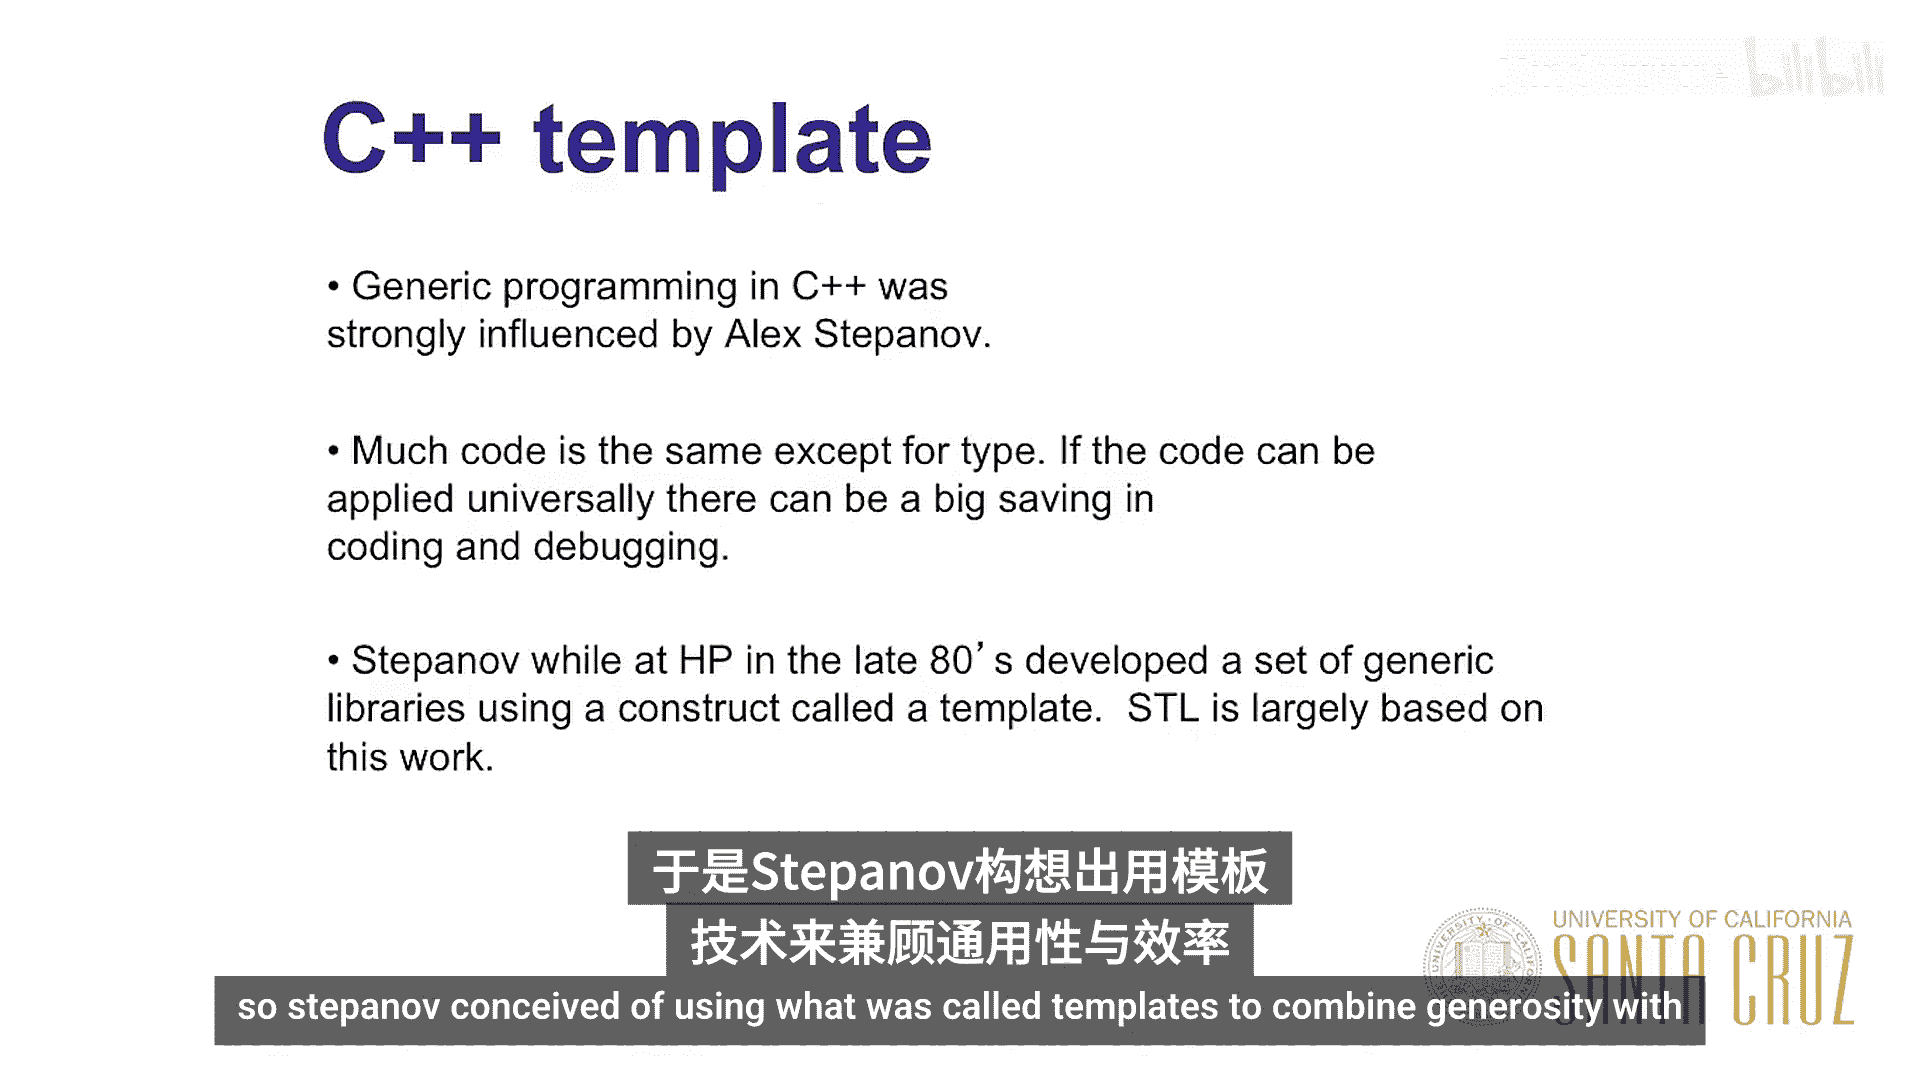 bilibili
C++ template
• Generic programming in C++ was
strongly influenced by Alex Stepanov.
• Much code is the same except for type. If the code can be
applied universally there can be a big saving in
coding and debugging.
• Stepanov while at HP in the late 80’s developed a set of generic
libraries using a construct called a template.  STL is largely based on
this work.
于是Stepanov构想出用模板
技术来兼顾通用性与效率
UNIVERSITY OF CALIFORNIA
SANTA CRUZ
so stepanov conceived of using what was called templates to combine generosity with